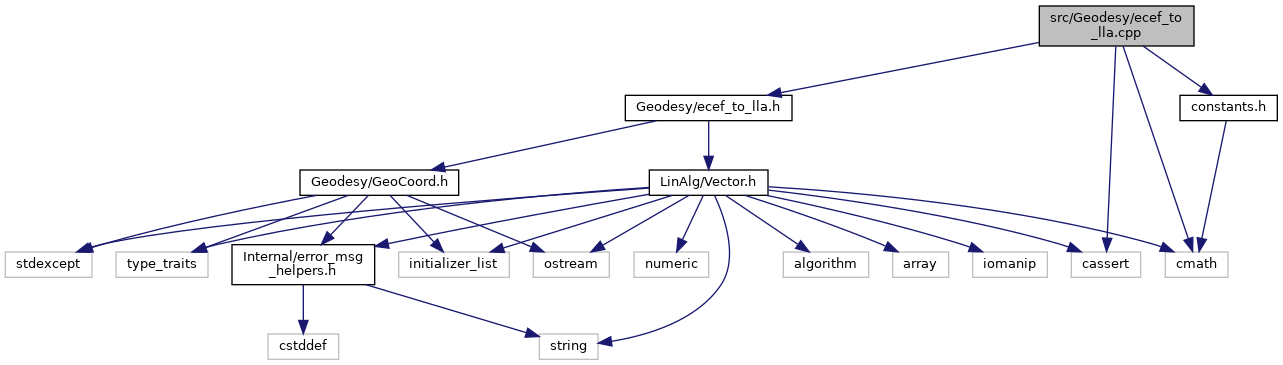 src/Geodesy/ecef_to
_lla.cpp
Geodesy/ecef_to_lla.h
constants.h
Geodesy/GeoCoord.h
LinAlg/Vector.h
stdexcept
type_traits
Internal/error_msg
_helpers.h
initializer_list
ostream
numeric
algorithm
array
iomanip
cassert
cmath
cstddef
string